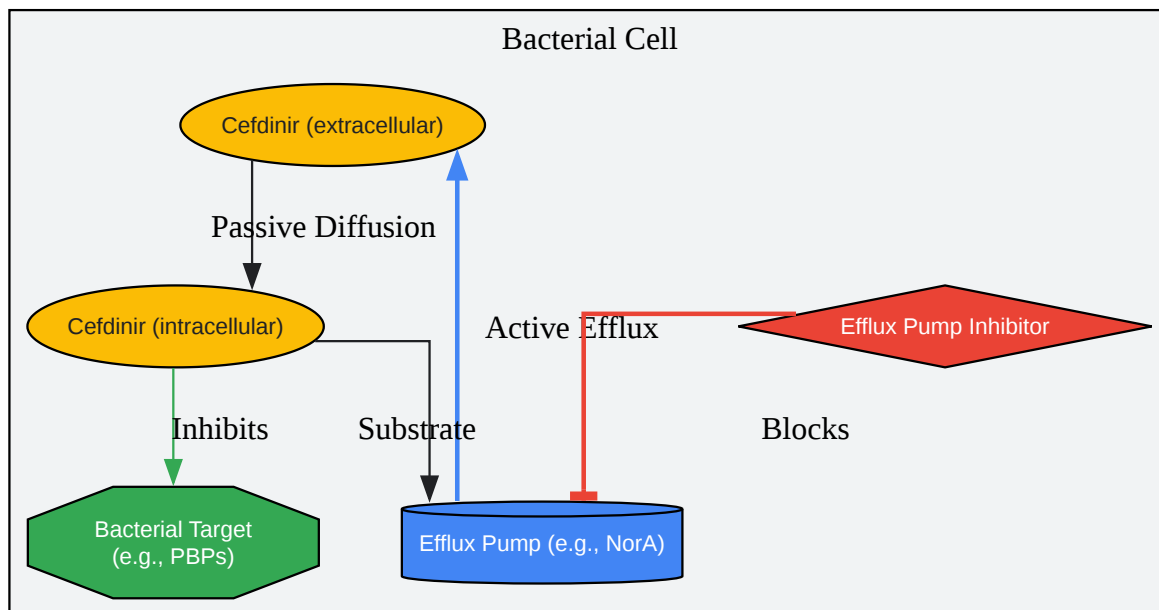 Bacterial Cell
Cefdinir (extracellular)
Passive Diffusion
Cefdinir (intracellular)
Active Efflux
Efflux Pump Inhibitor
Inhibits
Substrate
Blocks
Bacterial Target
(e.g., PBPs)
Efflux Pump (e.g., NorA)